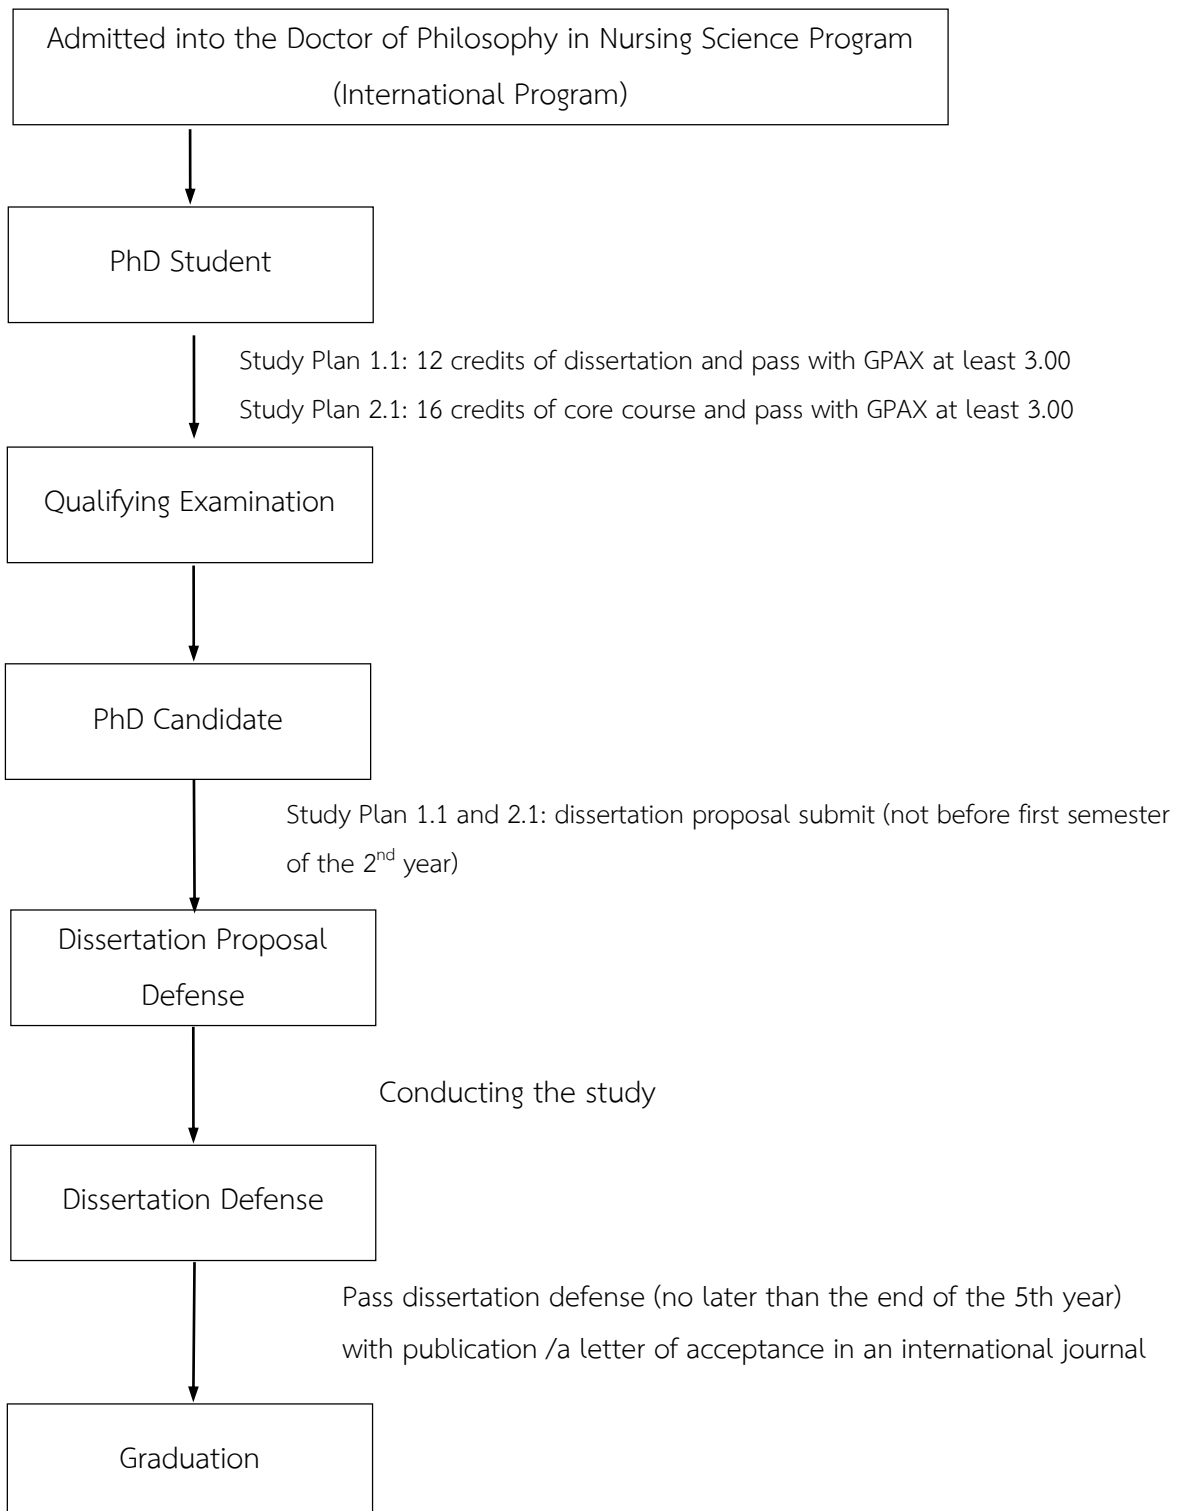 Admitted into the Doctor of Philosophy in Nursing Science Program
(International Program)
PhD Student
Study Plan 1.1: 12 credits of dissertation and pass with GPAX at least 3.00
Study Plan 2.1: 16 credits of core course and pass with GPAX at least 3.00
Qualifying Examination
PhD Candidate
Study Plan 1.1 and 2.1: dissertation proposal submit (not before first semester
of the 2nd year)
Dissertation Proposal
Defense
Conducting the study
Dissertation Defense
Pass dissertation defense (no later than the end of the 5th year)
with publication /a letter of acceptance in an international journal
Graduation